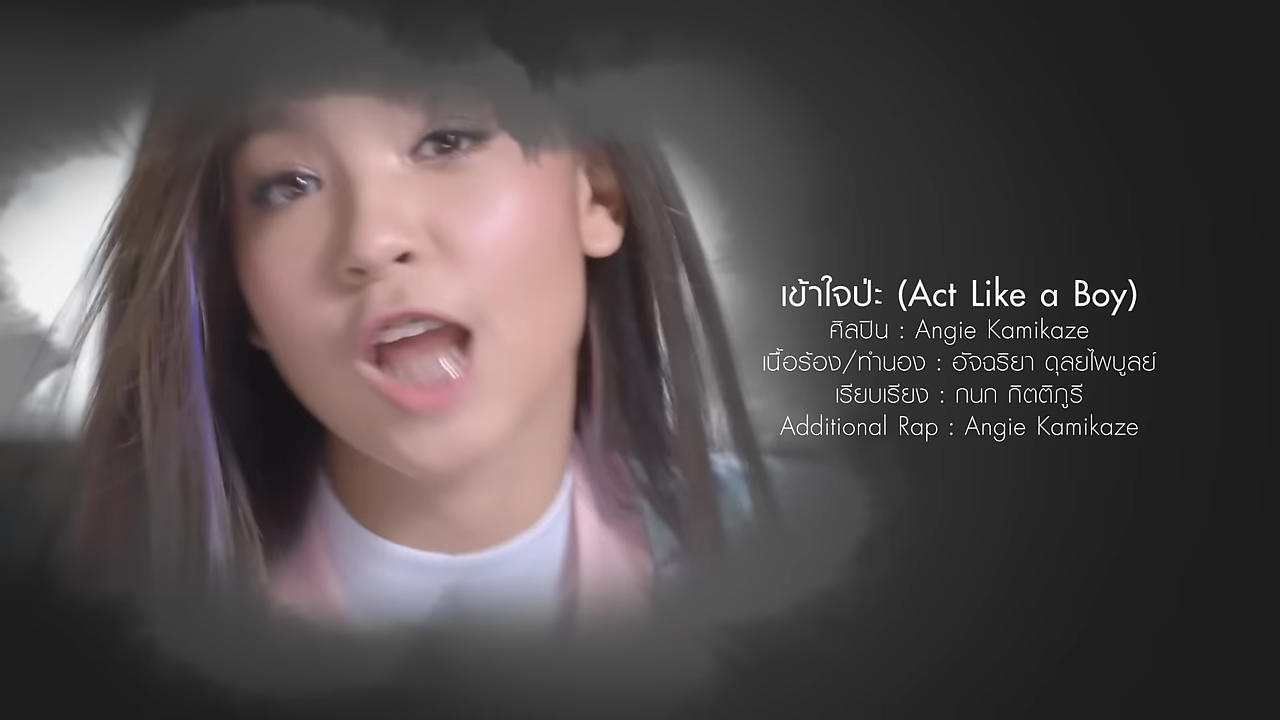 เข้าใจป่ะ (Act Like a Boy)
ศิลปิน : Angie Kamikaze
เนื้อร้อง/ทำนอง : อัจฉริยา ดุลยไพบูลย์
เรียบเรียง : กนก กิตติภูรี
Additional Rap : Angie Kamikaze